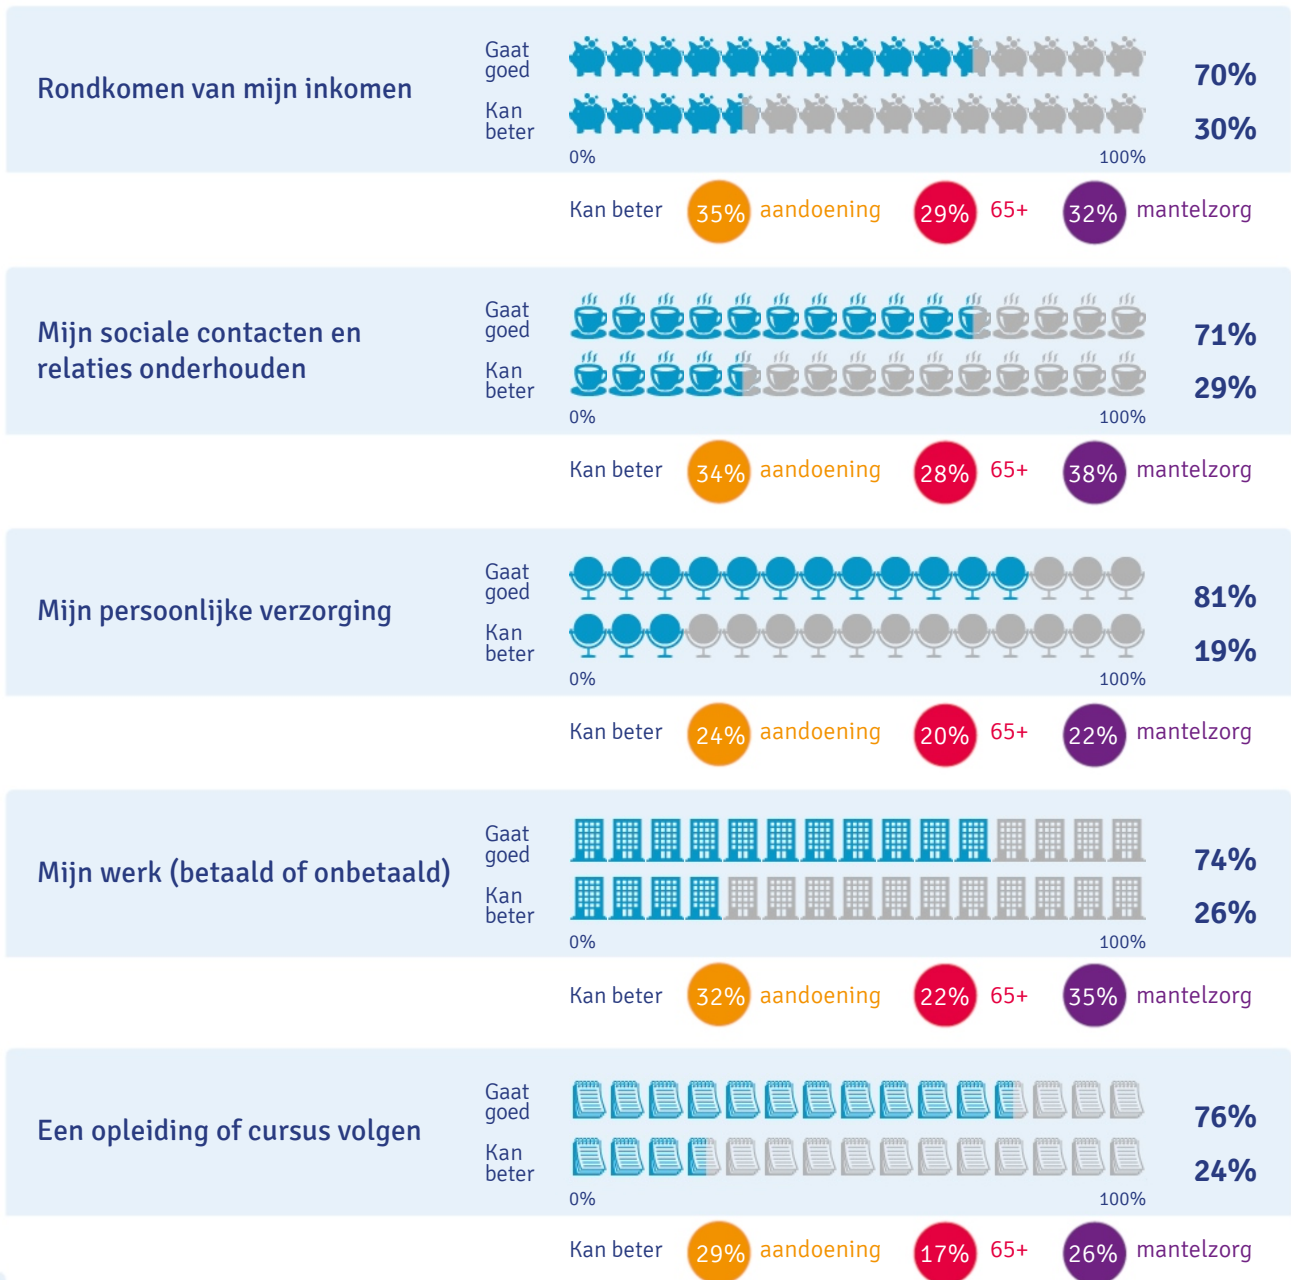 Rondkomen van mijn inkomen
Gaat
goed
70%
Kan
beter
30%
0% 100%
Kan beter 35% aandoening 29% 65+ 32% mantelzorg
Mijn sociale contacten en
relaties onderhouden
Gaat
goed
71%
Kan
beter
29%
0% 100%
Kan beter 34% aandoening 28% 65+ 38% mantelzorg
Mijn persoonlijke verzorging
Gaat
goed
81%
Kan
beter
19%
0% 100%
Kan beter 24% aandoening 20% 65+ 22% mantelzorg
Mijn werk (betaald of onbetaald)
Gaat
goed
74%
Kan
beter
26%
0% 100%
Kan beter 32% aandoening 22% 65+ 35% mantelzorg
Een opleiding of cursus volgen
Gaat
goed
76%
Kan
beter
24%
0% 100%
Kan beter 29% aandoening 17% 65+ 26% mantelzorg